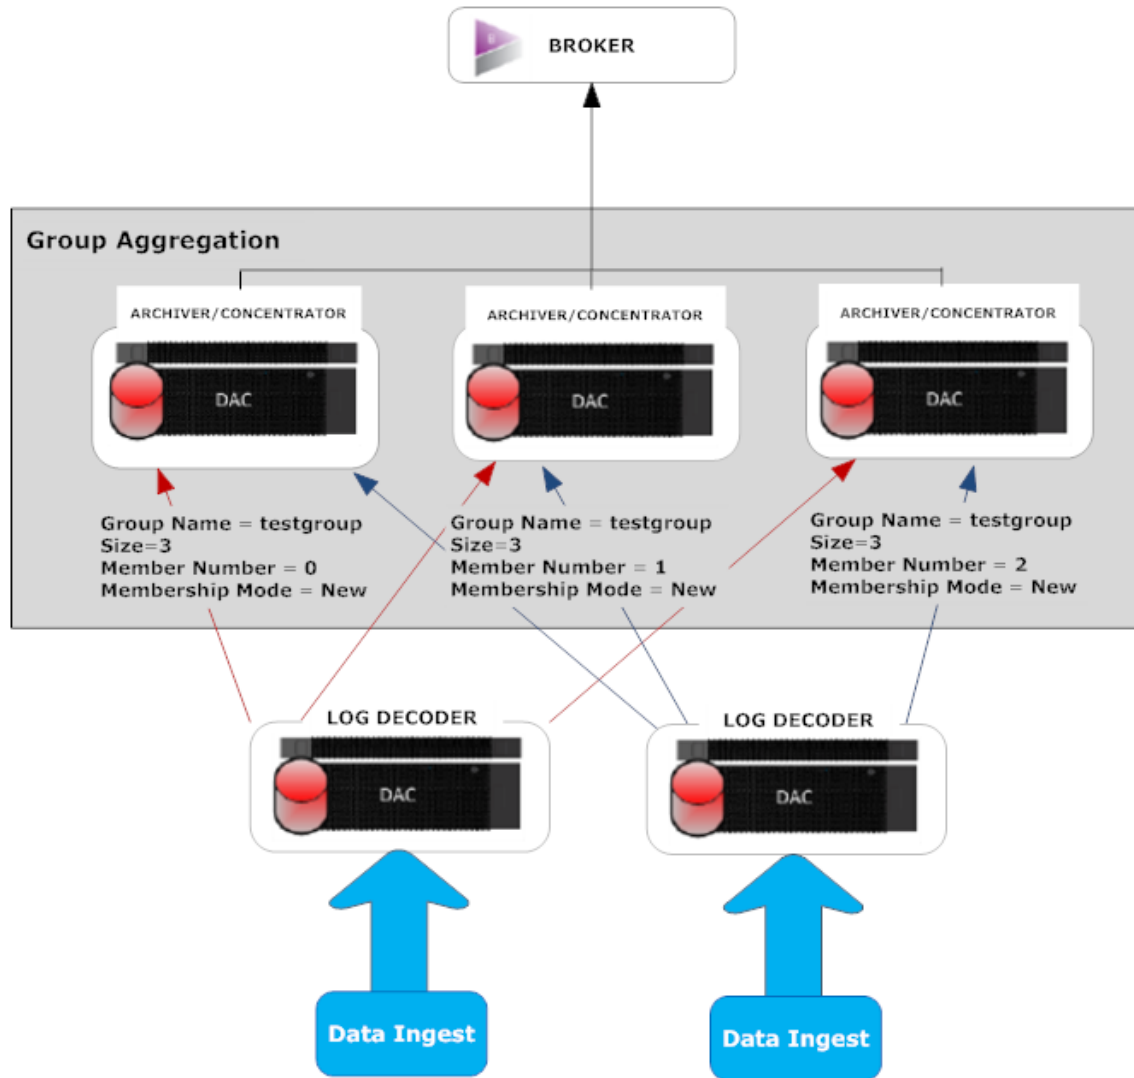 BROKER
Group Aggregation
ARCHIVER/CONCENTRATOR
ARCHIVER/CONCENTRATOR
ARCHIVER/CONCENTRATOR
DAC
DAC
DAC
Group Name = testgroup
Size=3
Member Number = 0
Membership Mode = New
Group Name = testgroup
Size=3
Member Number = 1
Membership Mode = New
Group Name = testgroup
Size=3
Member Number = 2
Membership Mode = New
LOG DECODER
LOG DECODER
DAC
DAC
Data Ingest
Data Ingest